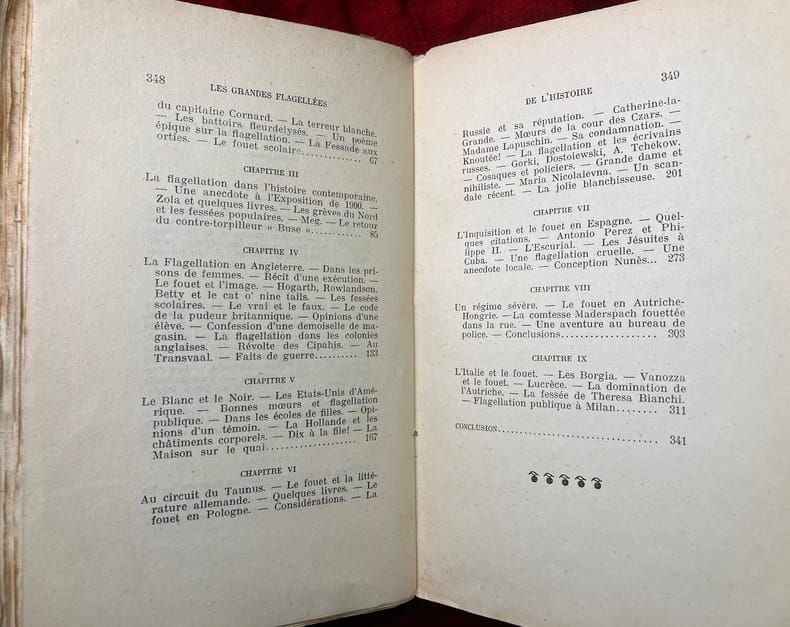 348
LES GRANDES FLAGELLÉES
du capitaine Cornard. — La terreur blanche.
— Les battoirs fleurdelysés. — Un poème
épique sur la flagellation. — La Fessade aux
orties. — Le fouet scolaire............... 67
CHAPITRE III
La flagellation dans l'histoire contemporaine.
— Une anecdote à l'Exposition de 1900. —
Zola et quelques livres. — Les grèves du Nord
et les fessées populaires. — Meg. — Le retour
du contre-torpilleur « Buse »............ 85
CHAPITRE IV
La Flagellation en Angleterre. — Dans les pri-
sons de femmes. — Récit d'une exécution. —
Le fouet et l'image. — Hogarth, Rowlandson.
Betty et le cat o' nine tails. — Les fessées
scolaires. — Le vrai et le faux. — Le code
de la pudeur britannique. — Opinions d'une
élève. — Confession d'une demoiselle de ma-
gasin. — La flagellation dans les colonies
anglaises. — Révolte des Cipahis. — Au
Transvaal. — Faits de guerre.......... 133
CHAPITRE V
Le Blanc et le Noir. — Les Etats-Unis d'Amé-
rique. — Bonnes mœurs et flagellation
publique. — Dans les écoles de filles. — Opi-
nions d'un témoin. — La Hollande et les
châtiments corporels. — Dix à la file! — La
Maison sur le quai..................... 167
CHAPITRE VI
Au circuit du Taunus. — Le fouet et la litté-
rature allemande. — Quelques livres. — Le
fouet en Pologne. — Considérations. — La
349
DE L'HISTOIRE
Russie et sa réputation. — Catherine-la-
Grande. — Mœurs de la cour des Czars. —
Madame Lapuschin. — Sa condamnation. —
Knoutée! — La flagellation et les écrivains
russes. — Gorki, Dostoïewski, A. Tchékow.
— Cosaques et policiers. — Grande dame et
nihiliste. — Maria Nicolaïevna. — Un scan-
dale récent. — La jolie blanchisseuse. 201
CHAPITRE VII
L'Inquisition et le fouet en Espagne. — Quel-
ques citations. — Antonio Perez et Phi-
lippe II. — L'Escurial. — Les Jésuites à
Cuba. — Une flagellation cruelle. — Une
anecdote locale. — Conception Nunès... 273
CHAPITRE VIII
Un régime sévère. — Le fouet en Autriche-
Hongrie. — La comtesse Maderspach fouettée
dans la rue. — Une aventure au bureau de
police. — Conclusions.................. 303
CHAPITRE IX
L'Italie et le fouet. — Les Borgia. — Vanozza
et le fouet. — Lucrèce. — La domination de
l'Autriche. — La fessée de Theresa Bianchi.
— Flagellation publique à Milan........ 311
CONCLUSION.............................. 341